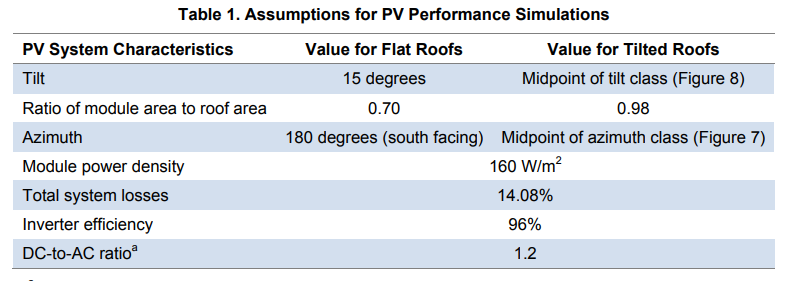 Table 1. Assumptions for PV Performance Simulations
PV System Characteristics Value for Flat Roofs Value for Tilted Roofs
Tilt 15 degrees Midpoint of tilt class (Figure 8)
Ratio of module area to roof area 0.70 0.98
Azimuth 180 degrees (south facing) Midpoint of azimuth class (Figure 7)
Module power density 160 W/m²
Total system losses 14.08%
Inverter efficiency 96%
DC-to-AC ratioᵃ 1.2